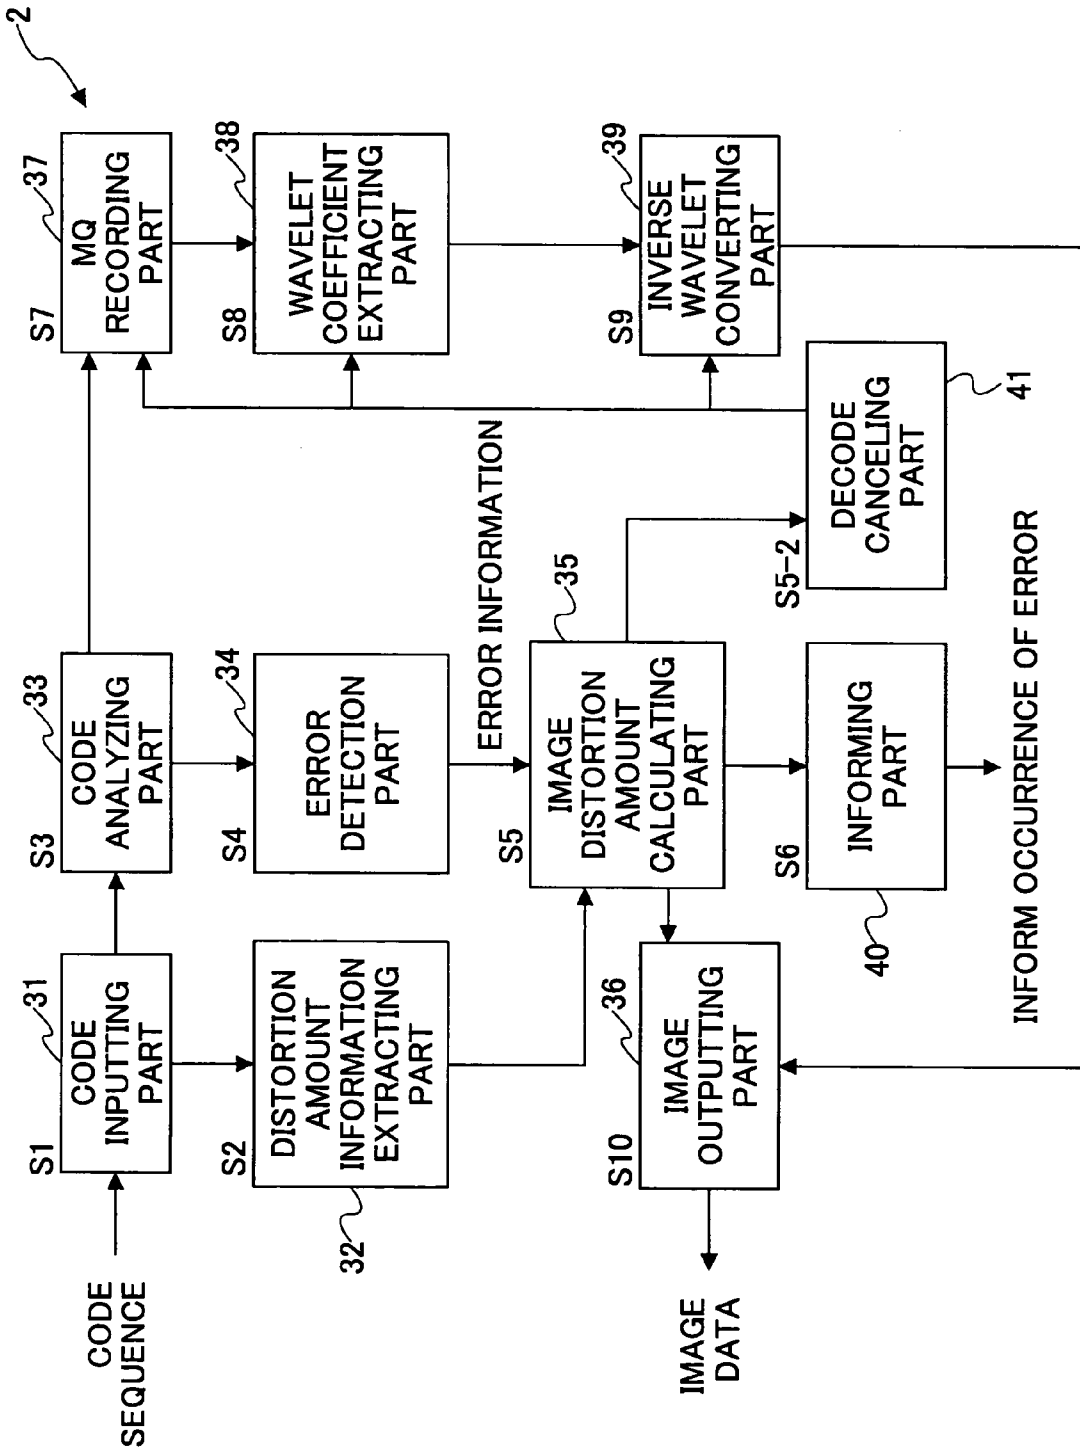 2
CODE
SEQUENCE
S1
31
CODE
INPUTTING
PART
S3
33
CODE
ANALYZING
PART
S7
37
MQ
RECORDING
PART
S2
32
DISTORTION
AMOUNT
INFORMATION
EXTRACTING
PART
S4
34
ERROR
DETECTION
PART
S8
38
WAVELET
COEFFICIENT
EXTRACTING
PART
ERROR INFORMATION
S5
35
IMAGE
DISTORTION
AMOUNT
CALCULATING
PART
S9
39
INVERSE
WAVELET
CONVERTING
PART
IMAGE
DATA
S10
36
IMAGE
OUTPUTTING
PART
S6
40
INFORMING
PART
S5-2
41
DECODE
CANCELING
PART
INFORM OCCURRENCE OF ERROR